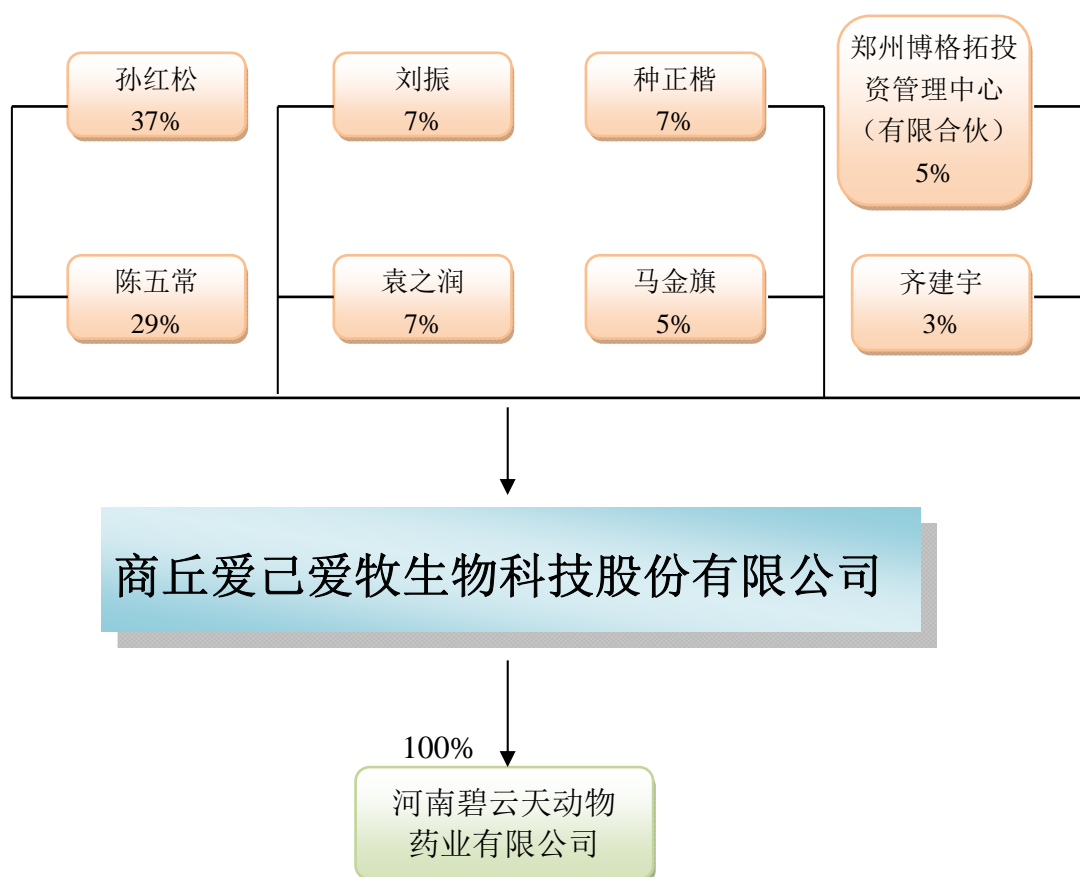 孙红松
37%
刘振
7%
种正楷
7%
郑州博格拓投
资管理中心
（有限合伙）
5%
陈五常
29%
袁之润
7%
马金旗
5%
齐建宇
3%
商丘爱己爱牧生物科技股份有限公司
100%
河南碧云天动物
药业有限公司